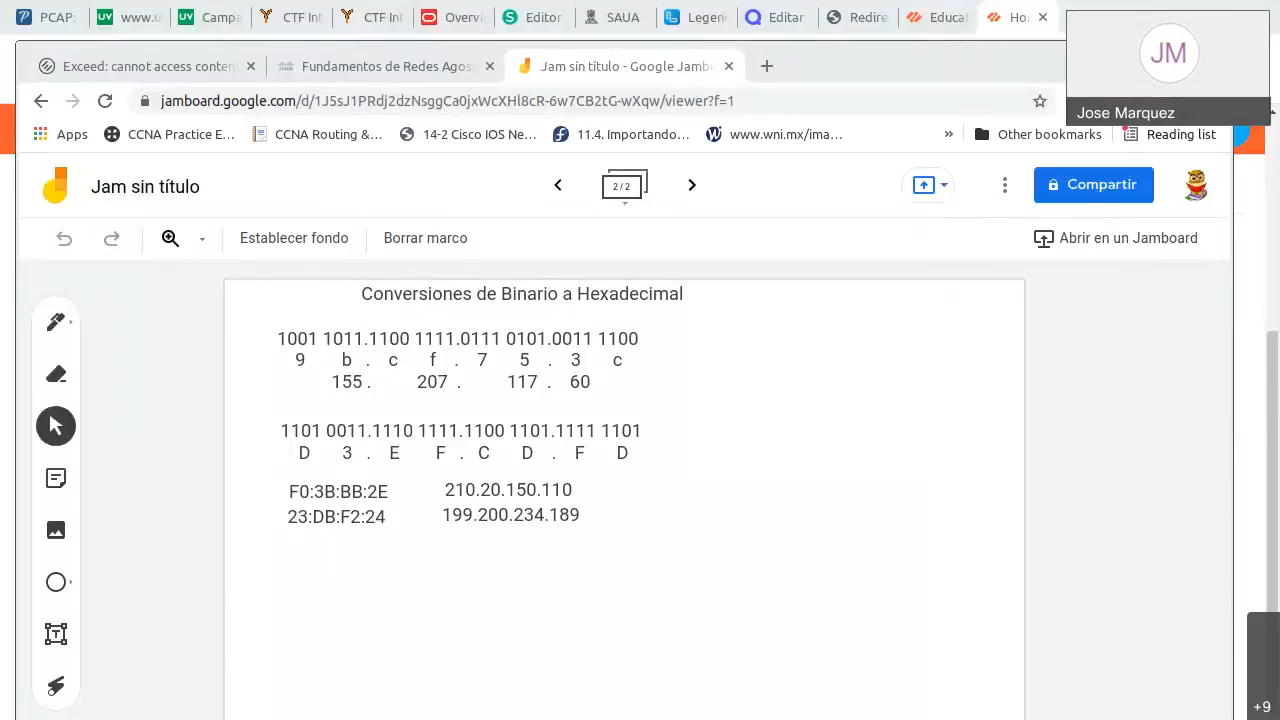 PCAP: www.u Campa CTF Int CTF Int Overvi Editor SAUA Legen Editar Redire Educat Ho
JM
Jose Marquez
Exceed: cannot access conten Fundamentos de Redes Agos Jam sin título - Google Jambo
jamboard.google.com/d/1J5sJ1PRdj2dzNsggCa0jxWcXHl8cR-6w7CB2tG-wXqw/viewer?f=1
Apps CCNA Practice E... CCNA Routing &... 14-2 Cisco IOS Ne... 11.4. Importando... www.wni.mx/ima... » Other bookmarks Reading list
Jam sin título 2/2 Compartir
Establecer fondo Borrar marco Abrir en un Jamboard
Conversiones de Binario a Hexadecimal
1001 1011.1100 1111.0111 0101.0011 1100
9 b . c f . 7 5 . 3 c
155 . 207 . 117 . 60
1101 0011.1110 1111.1100 1101.1111 1101
D 3 . E F . C D . F D
F0:3B:BB:2E 210.20.150.110
23:DB:F2:24 199.200.234.189
+9